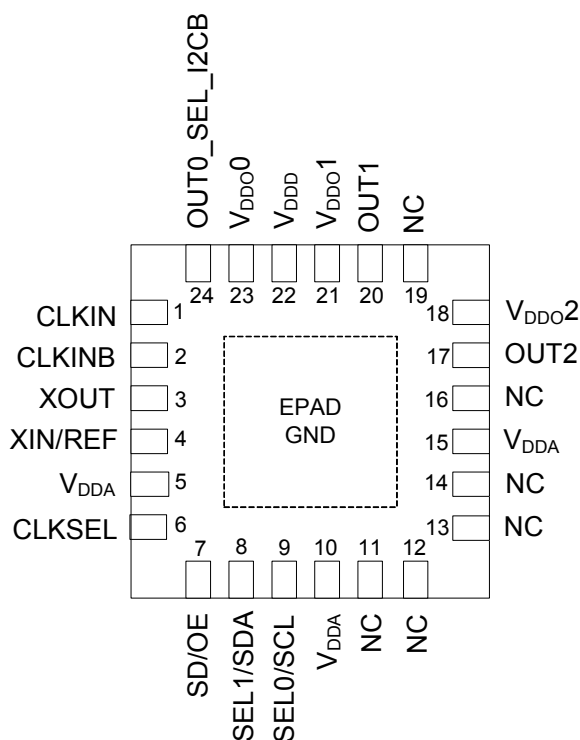 OUT0_SEL_I2CB
VDDO0
VDDD
VDDO1
OUT1
NC
24
23
22
21
20
19
CLKIN
1
CLKINB
2
XOUT
3
XIN/REF
4
VDDA
5
CLKSEL
6
EPAD
GND
18
VDDO2
17
OUT2
16
NC
15
VDDA
14
NC
13
NC
7
8
9
10
11
12
SD/OE
SEL1/SDA
SEL0/SCL
VDDA
NC
NC